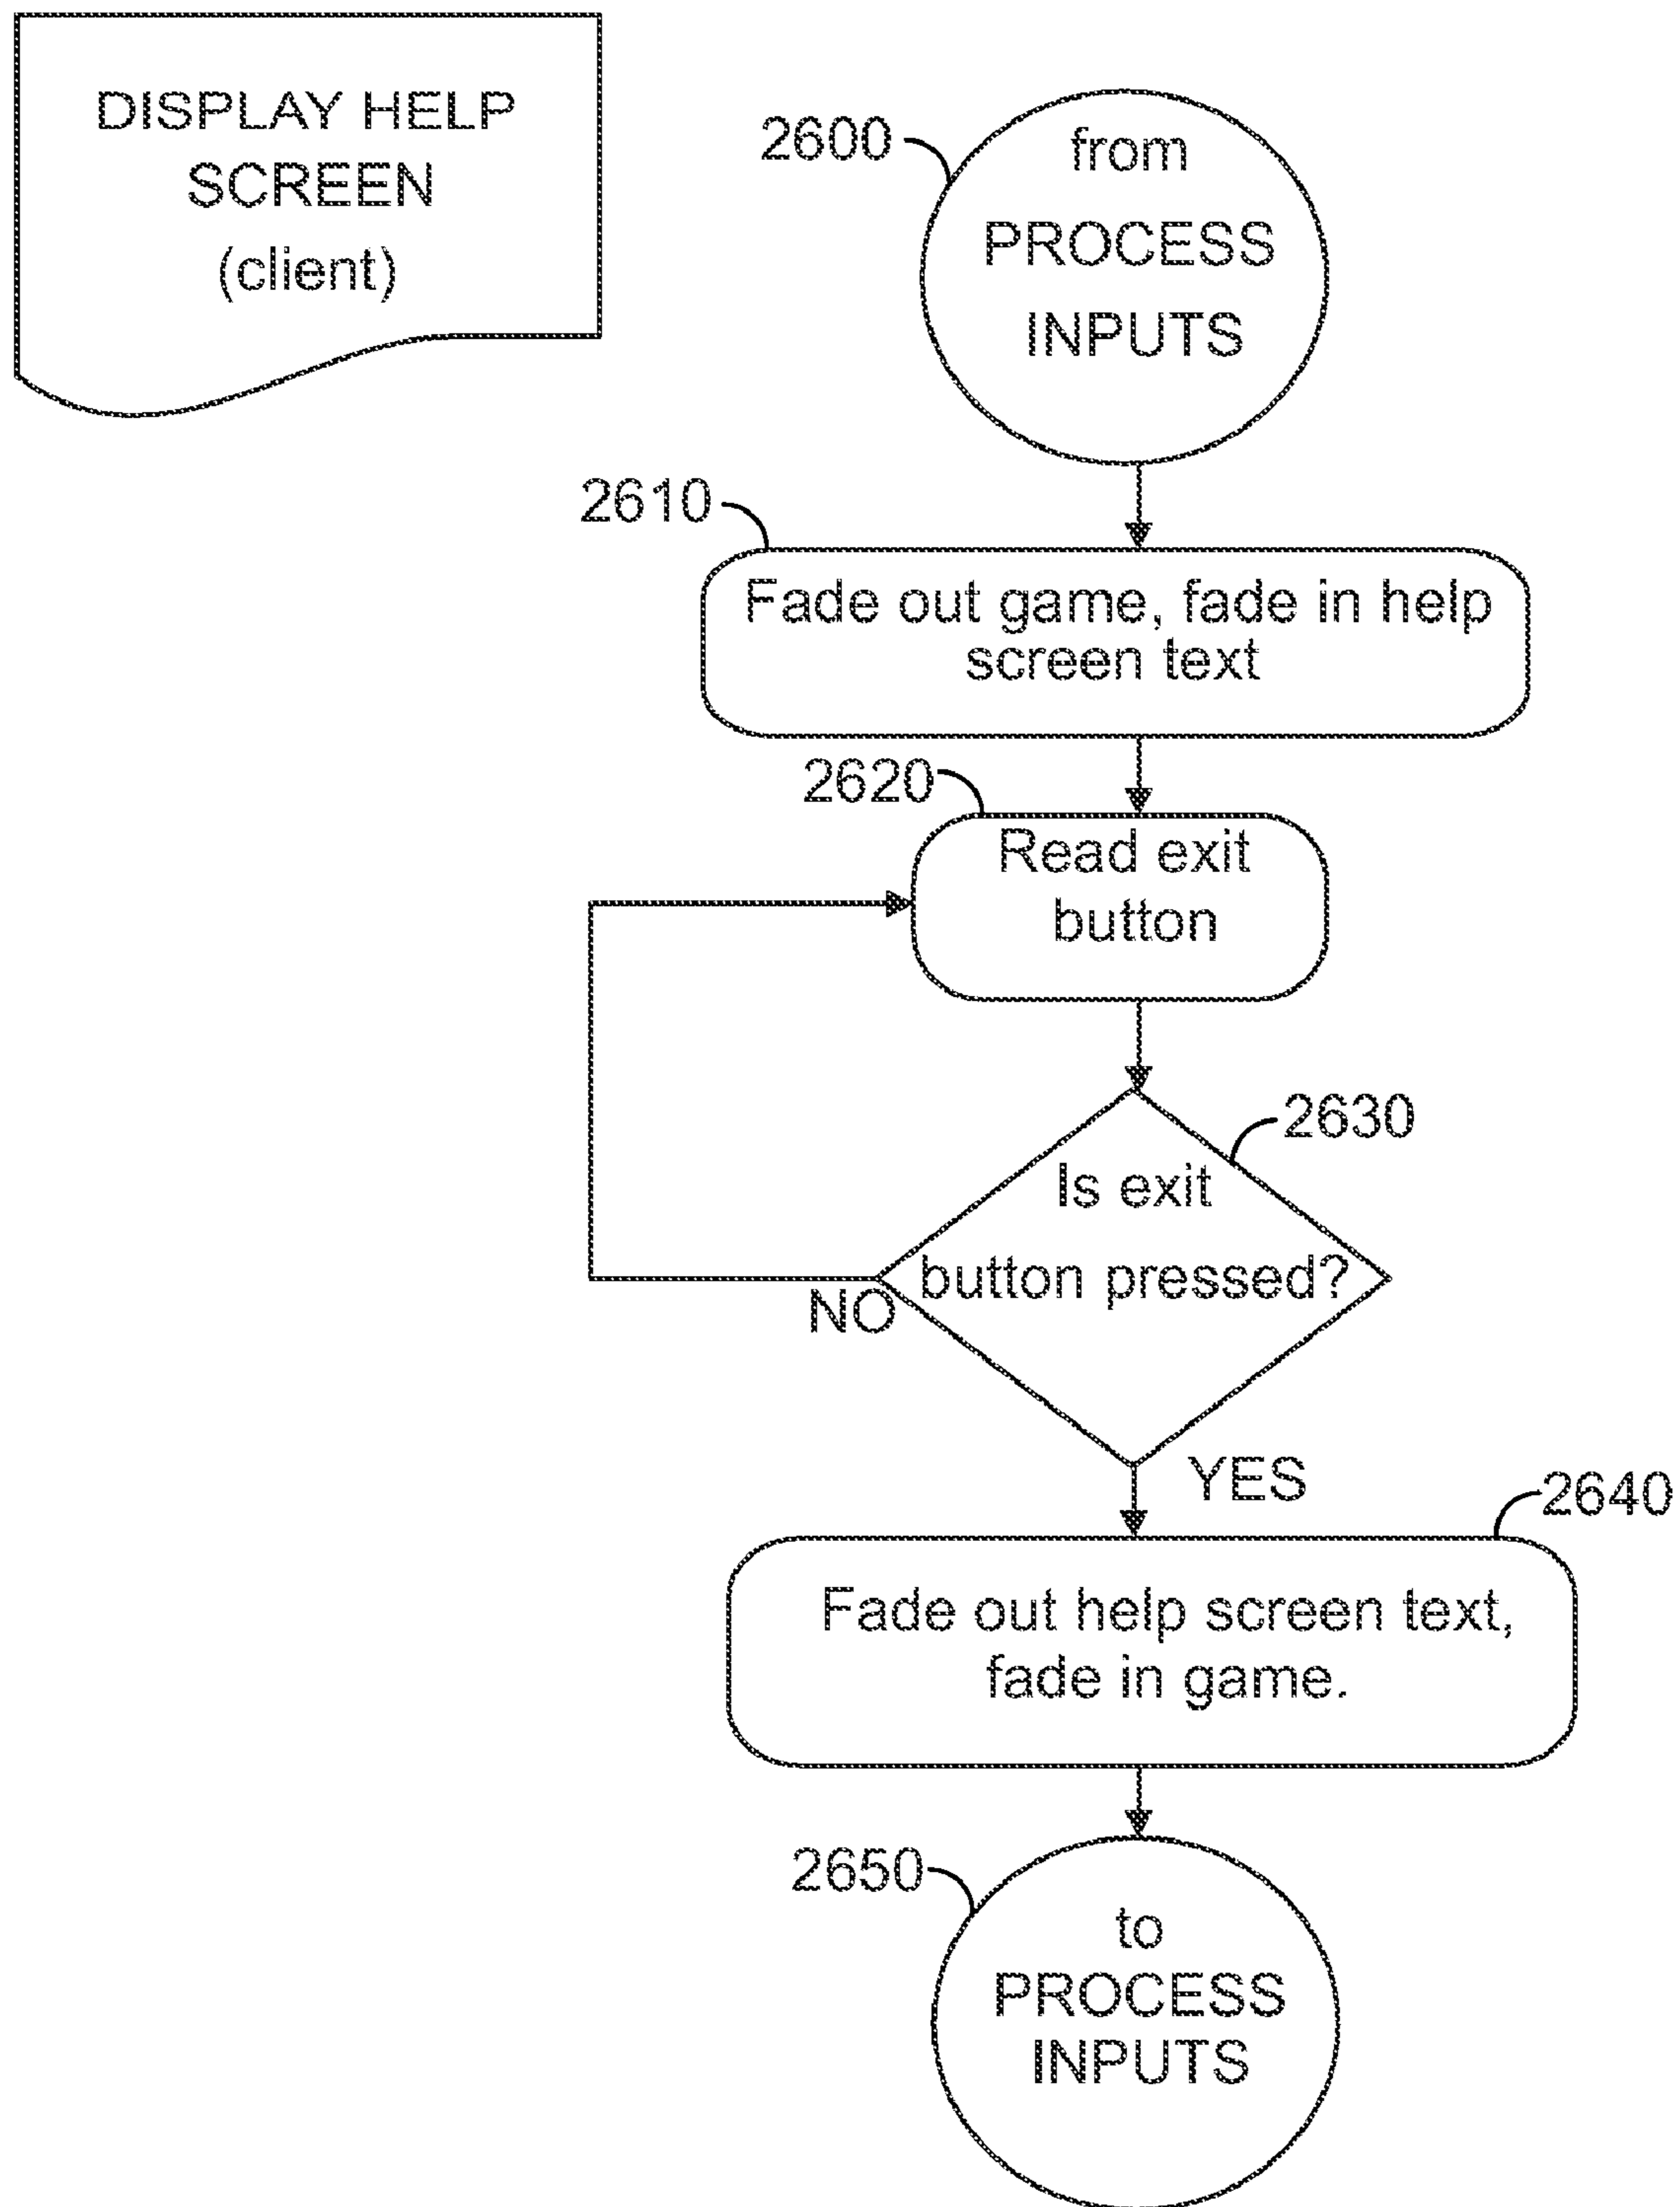 DISPLAY HELP
SCREEN
(client)
2600
from
PROCESS
INPUTS
2610
Fade out game, fade in help
screen text
2620
Read exit
button
2630
Is exit
button pressed?
NO
YES
2640
Fade out help screen text,
fade in game.
2650
to
PROCESS
INPUTS